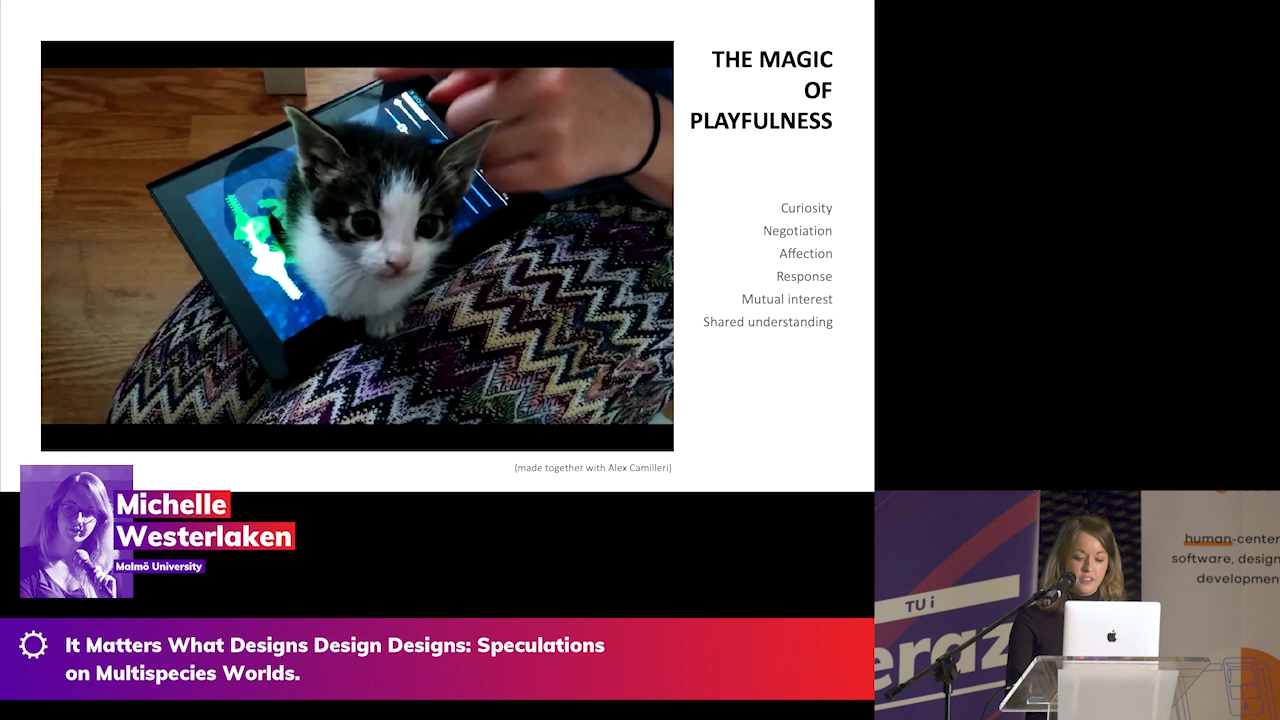 THE MAGIC
OF
PLAYFULNESS
Curiosity
Negotiation
Affection
Response
Mutual interest
Shared understanding
(made together with Alex Camilleri)
Michelle
Westerlaken
Malmö University
It Matters What Designs Design Designs: Speculations
on Multispecies Worlds.
TU i
eraz
human-center
software, design
developmen